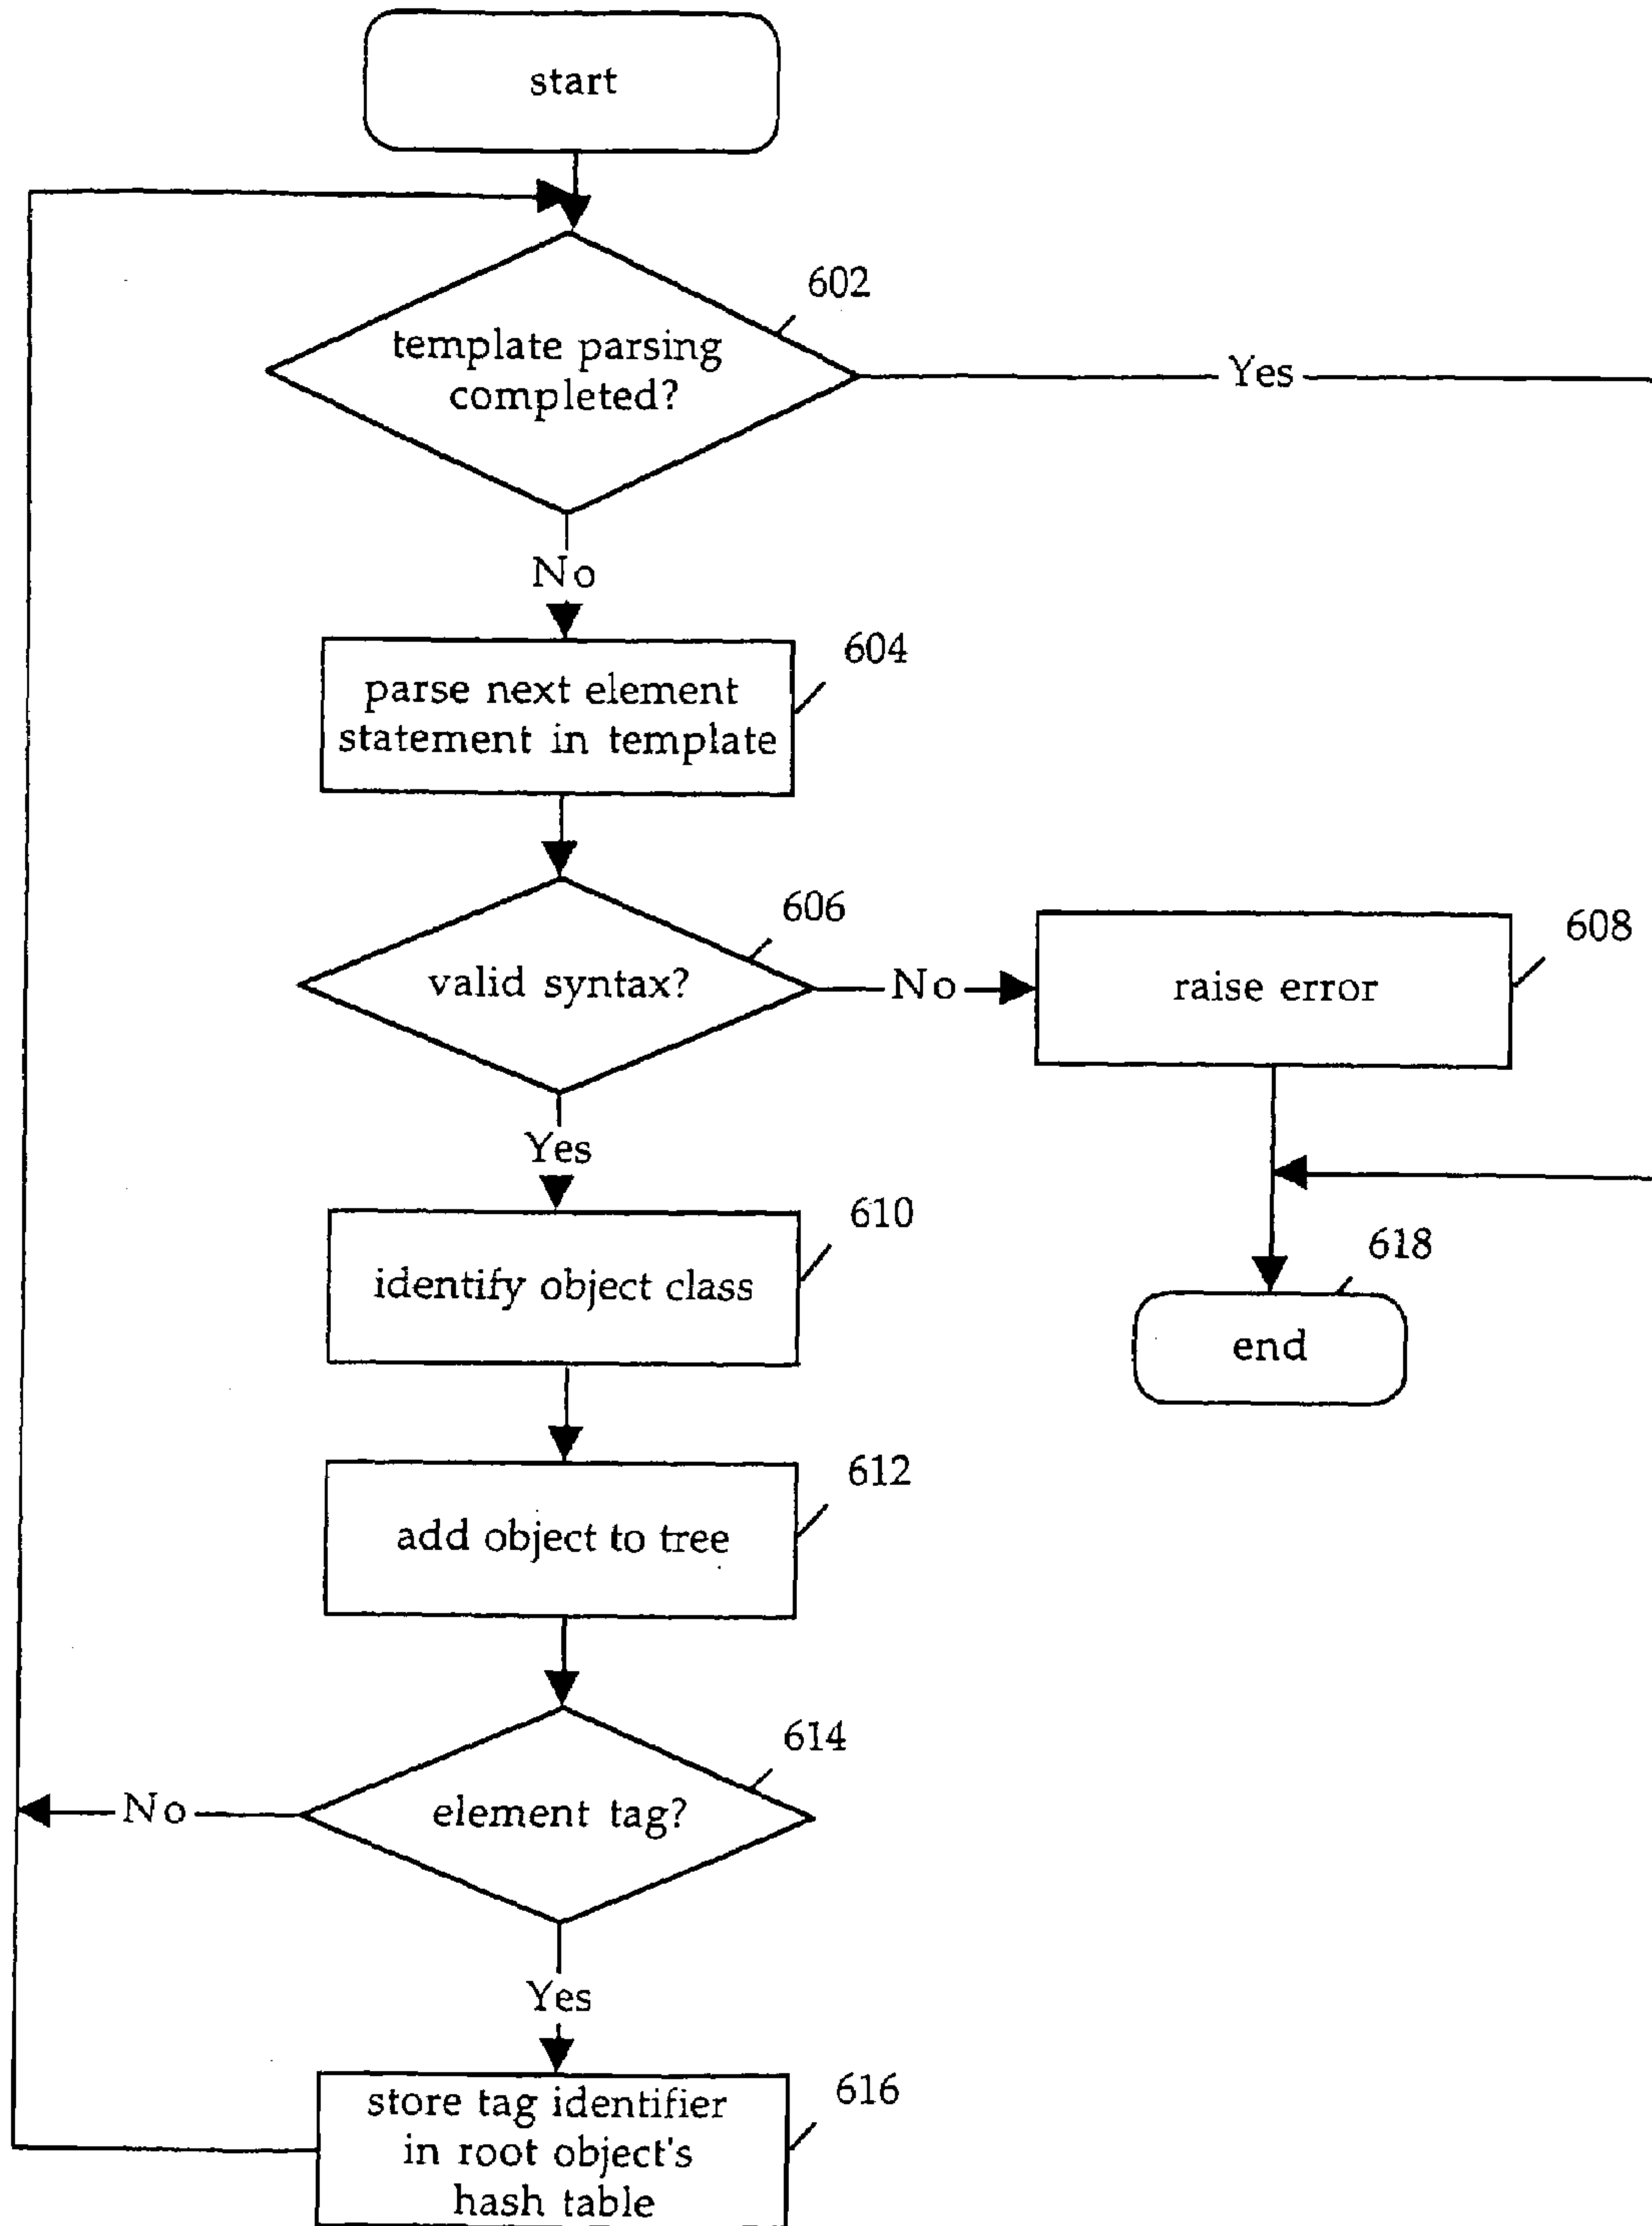 start
602
template parsing
completed?
Yes
No
604
parse next element
statement in template
606
valid syntax?
No
608
raise error
Yes
610
identify object class
618
end
612
add object to tree
614
element tag?
No
Yes
616
store tag identifier
in root object's
hash table